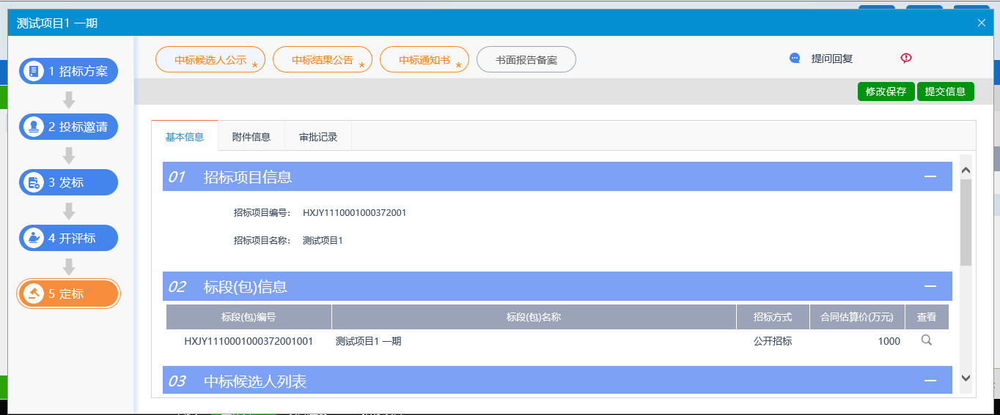 测试项目1 一期
1 招标方案
2 投标邀请
3 发标
4 开评标
5 定标
中标候选人公示 * 中标结果公告 * 中标通知书 * 书面报告备案 提问回复
修改保存 提交信息
基本信息 附件信息 审批记录
01 招标项目信息
招标项目编号： HXJY1110001000372001
招标项目名称： 测试项目1
02 标段(包)信息
标段(包)编号 标段(包)名称 招标方式 合同估算价(万元) 查看
HXJY1110001000372001001 测试项目1 一期 公开招标 1000
03 中标候选人列表